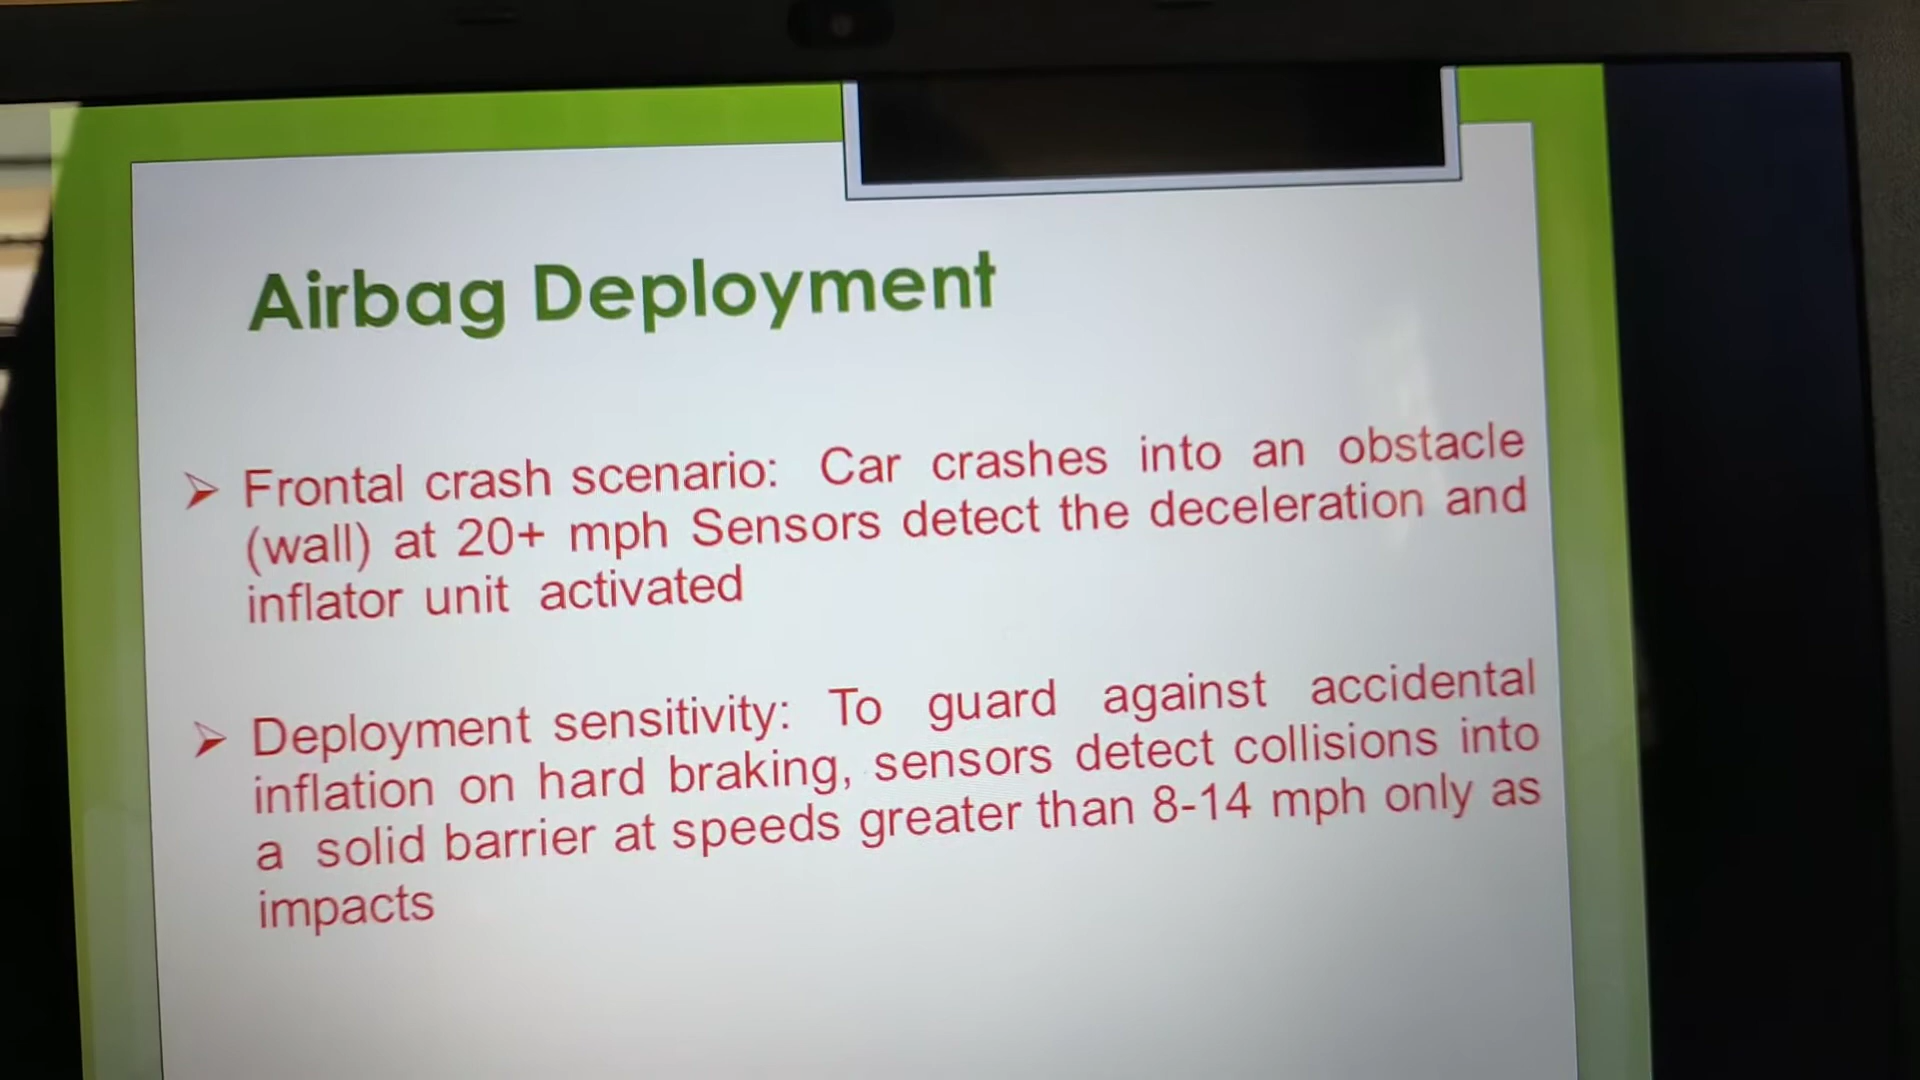 Airbag Deployment
Frontal crash scenario: Car crashes into an obstacle
(wall) at 20+ mph Sensors detect the deceleration and
inflator unit activated
Deployment sensitivity: To guard against accidental
inflation on hard braking, sensors detect collisions into
a solid barrier at speeds greater than 8-14 mph only as
impacts